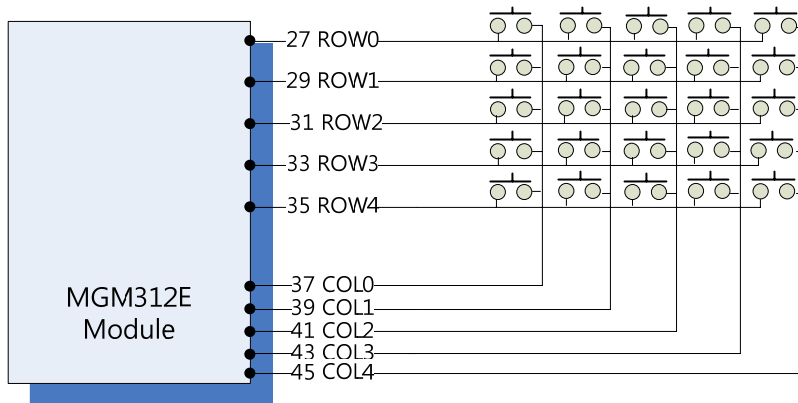 27 ROW0
29 ROW1
31 ROW2
33 ROW3
35 ROW4
37 COL0
39 COL1
41 COL2
43 COL3
45 COL4
MGM312E
Module